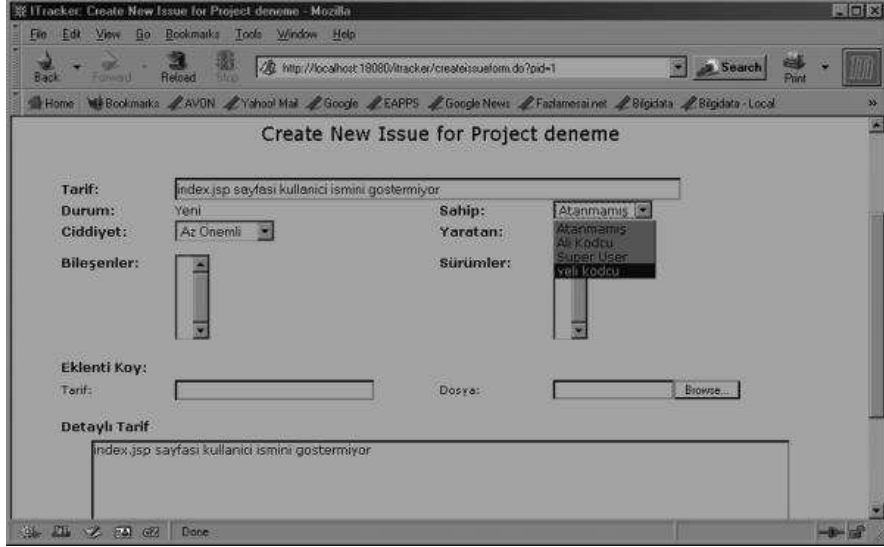 ITracker: Create New Issue for Project deneme - Mozilla
File Edit View Go Bookmarks Tools Window Help
Back Forward Reload Stop http://localhost:18080/itracker/createissueform.do?pid=1 Search Print
Home Bookmarks AVON Yahoo! Mail Google EAPPS Google News Fazlamesai.net Bilgidata Bilgidata - Local
Create New Issue for Project deneme
Tarif: index.jsp sayfasi kullanici ismini gostermiyor
Durum: Yeni Sahip: Atanmamış
Ciddiyet: Az Önemli Yaratan: Atanmamış
Ali Kodcu
Super User
veli kodcu
Bileşenler: Sürümler:
Eklenti Koy:
Tarif: Dosya: Browse...
Detaylı Tarif
index.jsp sayfasi kullanici ismini gostermiyor
Done